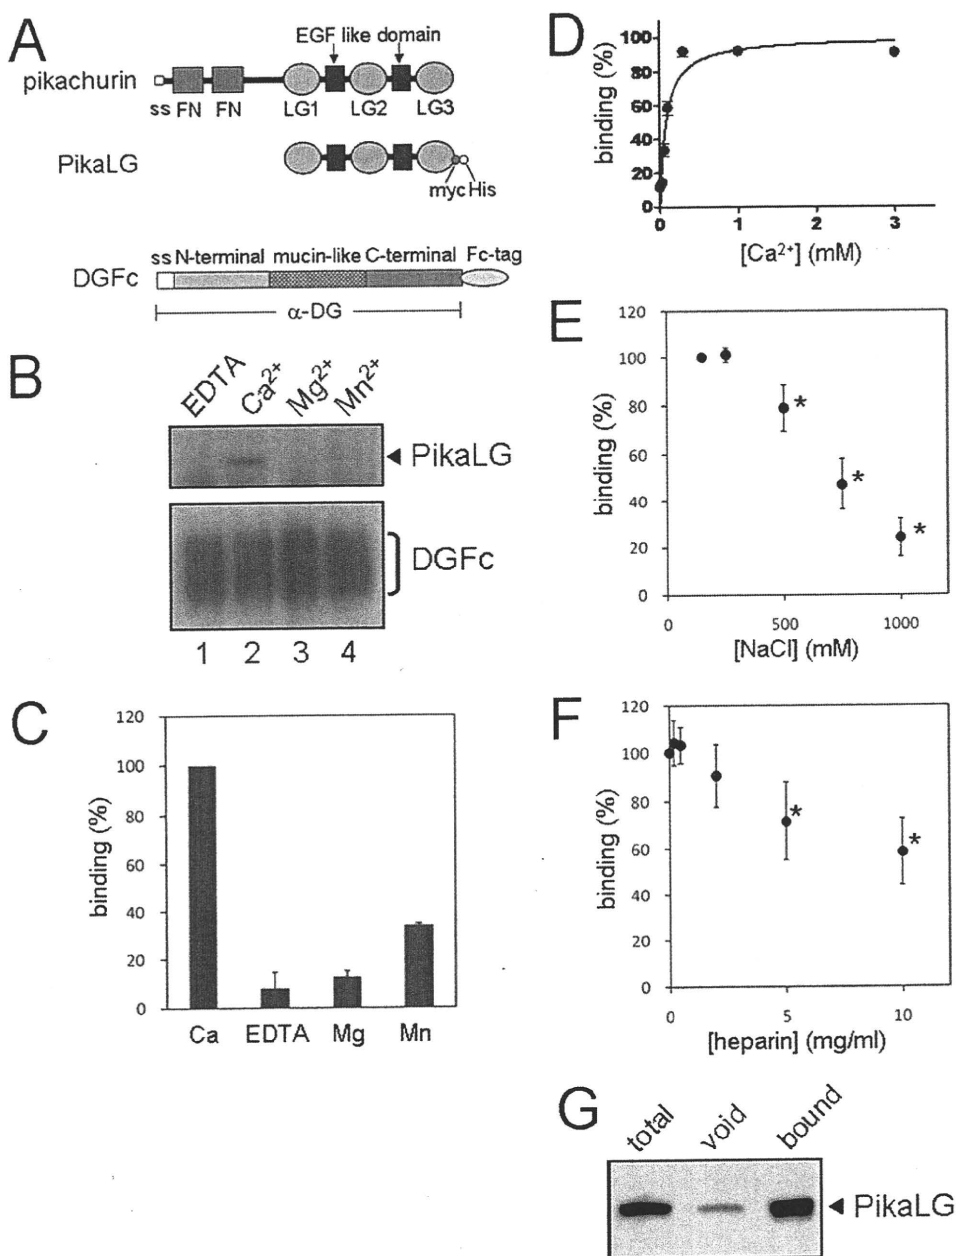 A
EGF like domain
pikachurin
ss FN FN LG1 LG2 LG3
PikaLG
myc His
ss N-terminal mucin-like C-terminal Fc-tag
DGFc
α-DG
B
EDTA Ca²⁺ Mg²⁺ Mn²⁺
PikaLG
DGFc
1 2 3 4
C
120
100
80
60
40
20
0
binding (%)
Ca EDTA Mg Mn
D
100
80
60
40
20
0
binding (%)
0 1 2 3
[Ca²⁺] (mM)
E
120
100
80
60
40
20
0
binding (%)
*
*
*
0 500 1000
[NaCl] (mM)
F
120
100
80
60
40
20
0
binding (%)
*
*
0 5 10
[heparin] (mg/ml)
G
total void bound
PikaLG